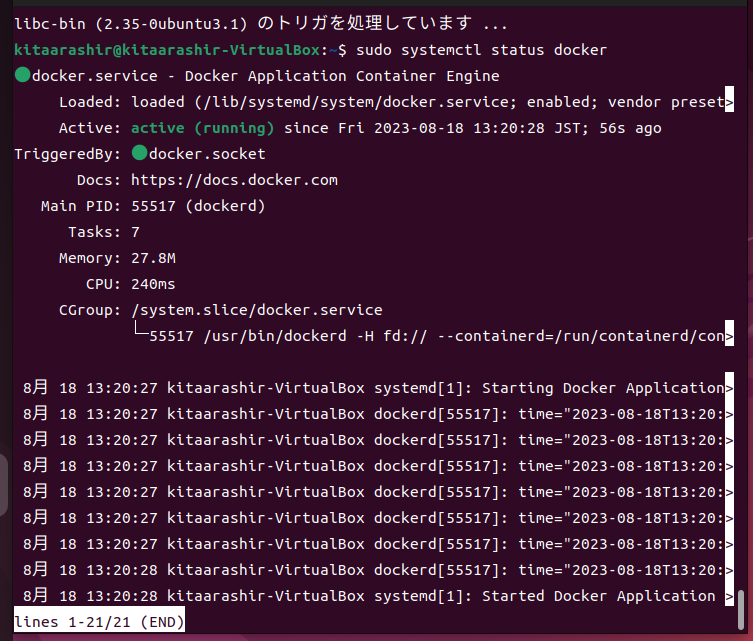 libc-bin (2.35-0ubuntu3.1) のトリガを処理しています ...
kitaarashir@kitaarashir-VirtualBox:~$ sudo systemctl status docker
●docker.service - Docker Application Container Engine
     Loaded: loaded (/lib/systemd/system/docker.service; enabled; vendor preset>
     Active: active (running) since Fri 2023-08-18 13:20:28 JST; 56s ago
TriggeredBy: ●docker.socket
       Docs: https://docs.docker.com
   Main PID: 55517 (dockerd)
      Tasks: 7
     Memory: 27.8M
        CPU: 240ms
     CGroup: /system.slice/docker.service
             └─55517 /usr/bin/dockerd -H fd:// --containerd=/run/containerd/con>
 8月 18 13:20:27 kitaarashir-VirtualBox systemd[1]: Starting Docker Application>
 8月 18 13:20:27 kitaarashir-VirtualBox dockerd[55517]: time="2023-08-18T13:20:>
 8月 18 13:20:27 kitaarashir-VirtualBox dockerd[55517]: time="2023-08-18T13:20:>
 8月 18 13:20:27 kitaarashir-VirtualBox dockerd[55517]: time="2023-08-18T13:20:>
 8月 18 13:20:27 kitaarashir-VirtualBox dockerd[55517]: time="2023-08-18T13:20:>
 8月 18 13:20:27 kitaarashir-VirtualBox dockerd[55517]: time="2023-08-18T13:20:>
 8月 18 13:20:27 kitaarashir-VirtualBox dockerd[55517]: time="2023-08-18T13:20:>
 8月 18 13:20:28 kitaarashir-VirtualBox dockerd[55517]: time="2023-08-18T13:20:>
 8月 18 13:20:28 kitaarashir-VirtualBox systemd[1]: Started Docker Application >
lines 1-21/21 (END)